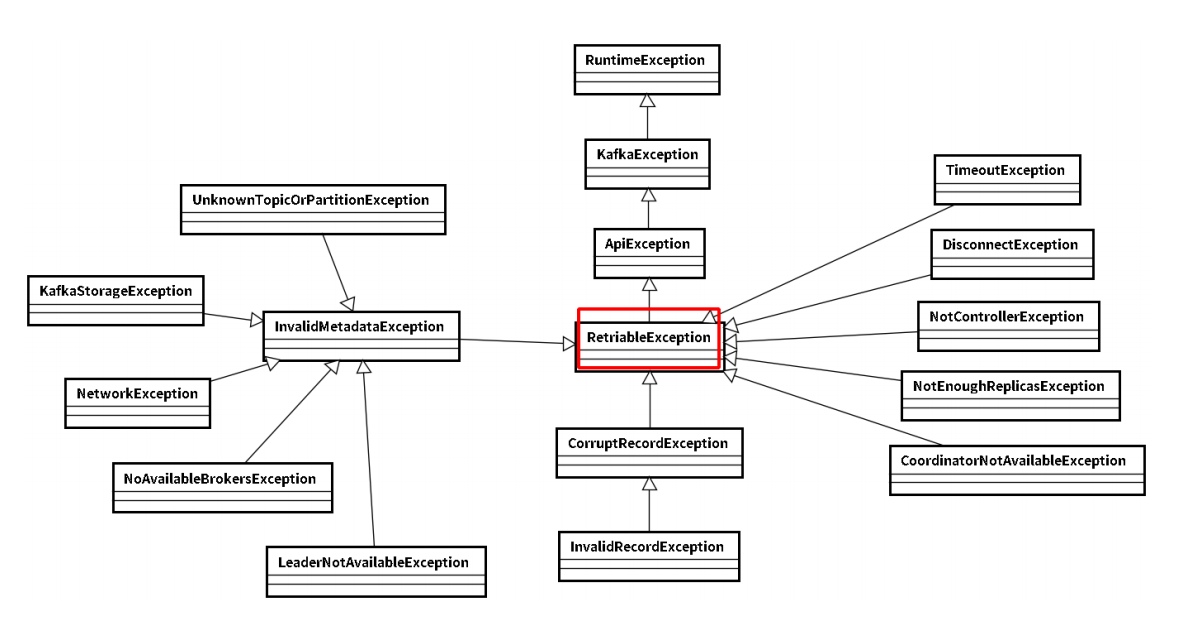 RuntimeException
KafkaException
TimeoutException
UnknownTopicOrPartitionException
ApiException
DisconnectException
KafkaStorageException
NotControllerException
InvalidMetadataException
RetriableException
NetworkException
NotEnoughReplicasException
CorruptRecordException
CoordinatorNotAvailableException
NoAvailableBrokersException
InvalidRecordException
LeaderNotAvailableException